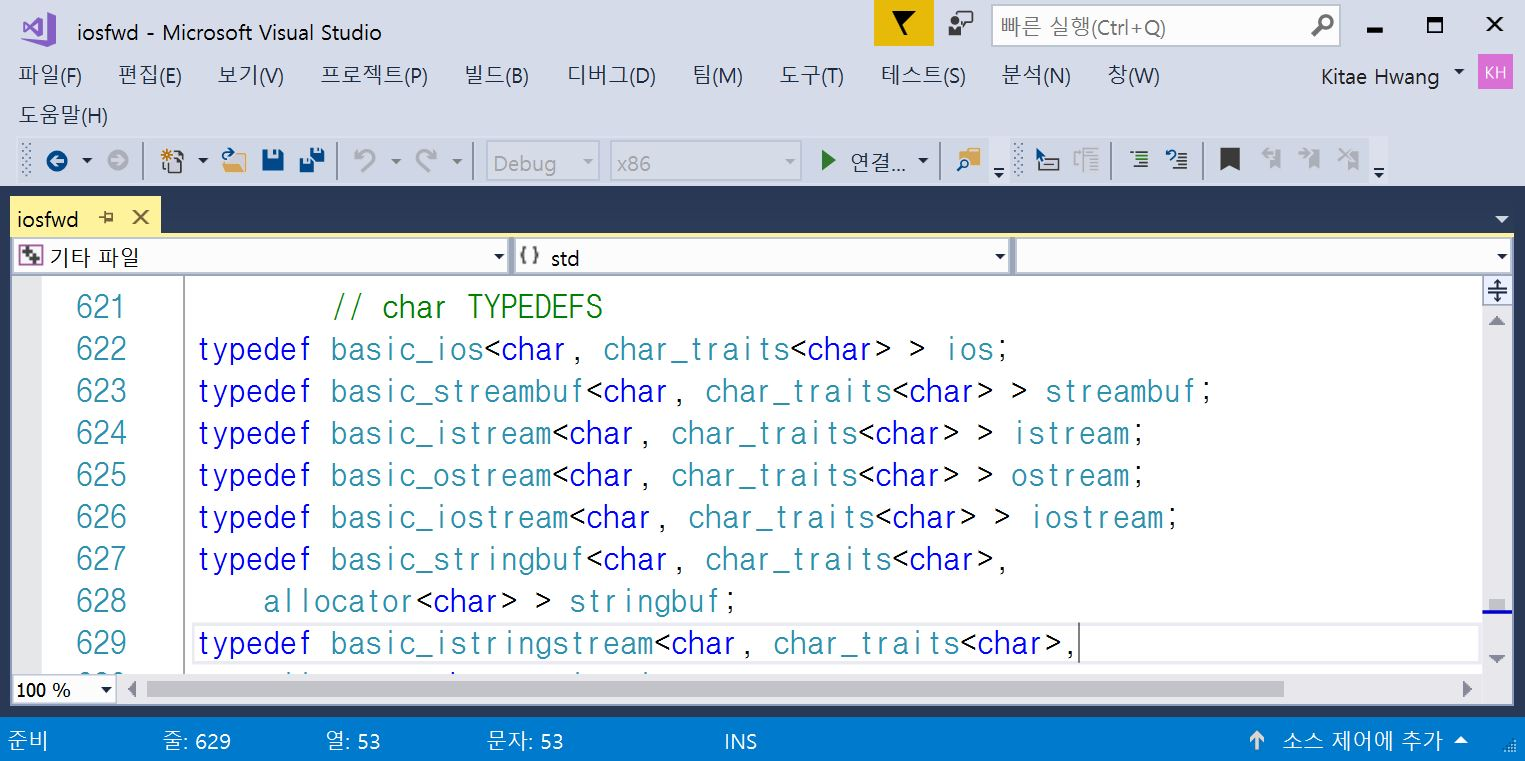 iosfwd - Microsoft Visual Studio
빠른 실행(Ctrl+Q)
파일(F) 편집(E) 보기(V) 프로젝트(P) 빌드(B) 디버그(D) 팀(M) 도구(T) 테스트(S) 분석(N) 창(W)
Kitae Hwang KH
도움말(H)
Debug x86 연결...
iosfwd
기타 파일 std
621 // char TYPEDEFS
622 typedef basic_ios<char, char_traits<char> > ios;
623 typedef basic_streambuf<char, char_traits<char> > streambuf;
624 typedef basic_istream<char, char_traits<char> > istream;
625 typedef basic_ostream<char, char_traits<char> > ostream;
626 typedef basic_iostream<char, char_traits<char> > iostream;
627 typedef basic_stringbuf<char, char_traits<char>,
628 allocator<char> > stringbuf;
629 typedef basic_istringstream<char, char_traits<char>,
100 %
준비 줄: 629 열: 53 문자: 53 INS 소스 제어에 추가